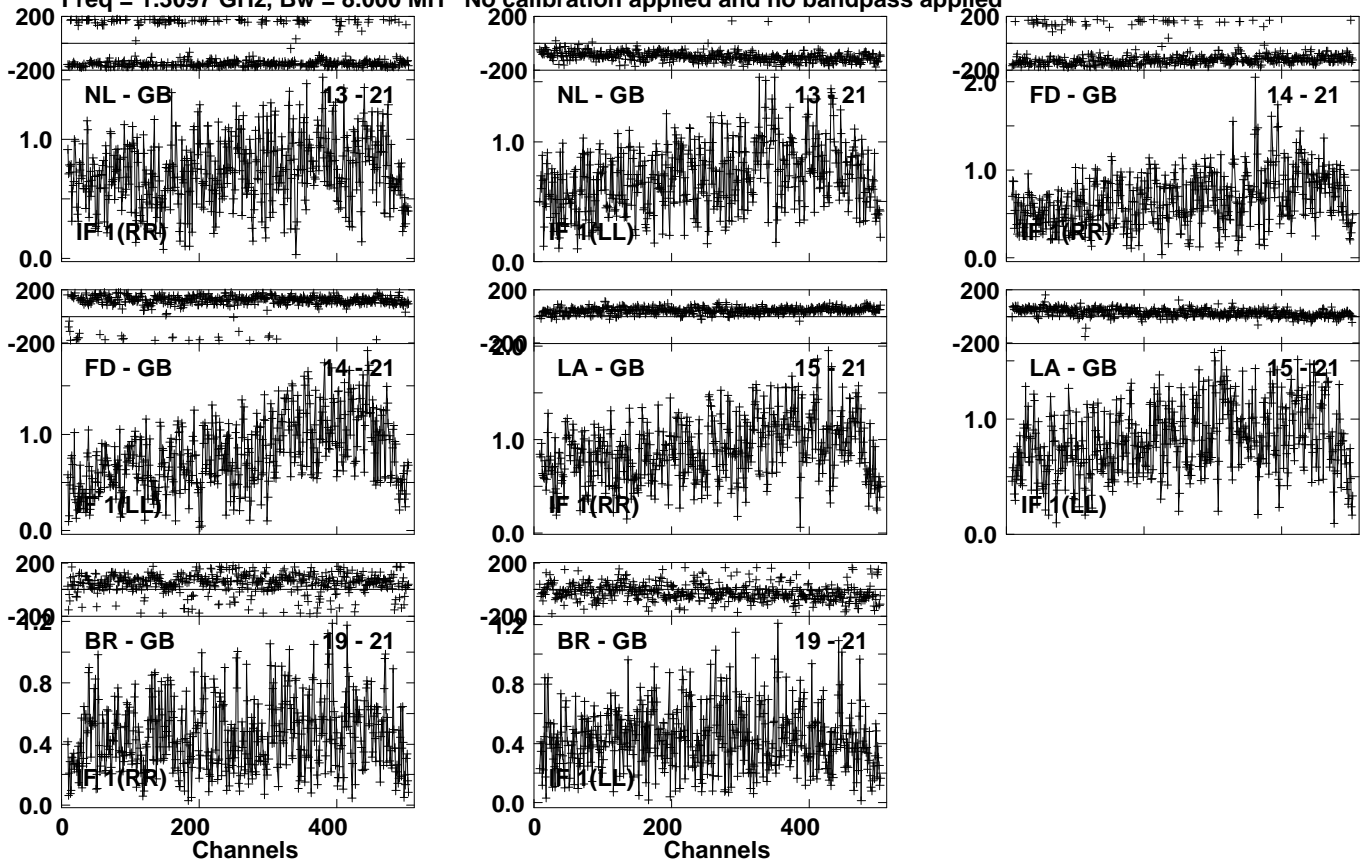 Freq = 1.3097 GHz, Bw = 8.000 MH No calibration applied and no bandpass applied
200 200 200
-200 -200 -200
NL - GB 13 - 21 NL - GB 13 - 21 2.0 FD - GB 14 - 21
1.0 1.0 1.0
IF 1(RR) IF 1(LL) IF 1(RR)
0.0 0.0 0.0
200 200 200
-200 -200 -200
FD - GB 14 - 21 2.0 LA - GB 15 - 21 LA - GB 15 - 21
1.0 1.0 1.0
IF 1(LL) IF 1(RR) IF 1(LL)
0.0 0.0 0.0
200 200
-200 -200
1.2 BR - GB 19 - 21 1.2 BR - GB 19 - 21
0.8 0.8
0.4 0.4
IF 1(RR) IF 1(LL)
0.0 0.0
0 200 400 0 200 400
Channels Channels